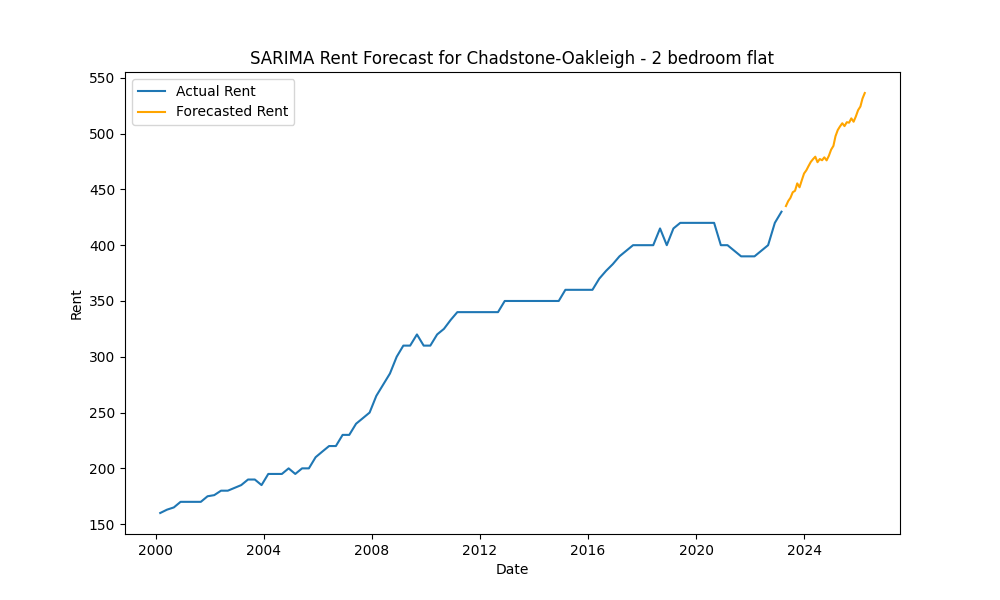 SARIMA Rent Forecast for Chadstone-Oakleigh - 2 bedroom flat
Actual Rent
Forecasted Rent
550
500
450
400
350
300
250
200
150
Rent
2000 2004 2008 2012 2016 2020 2024
Date